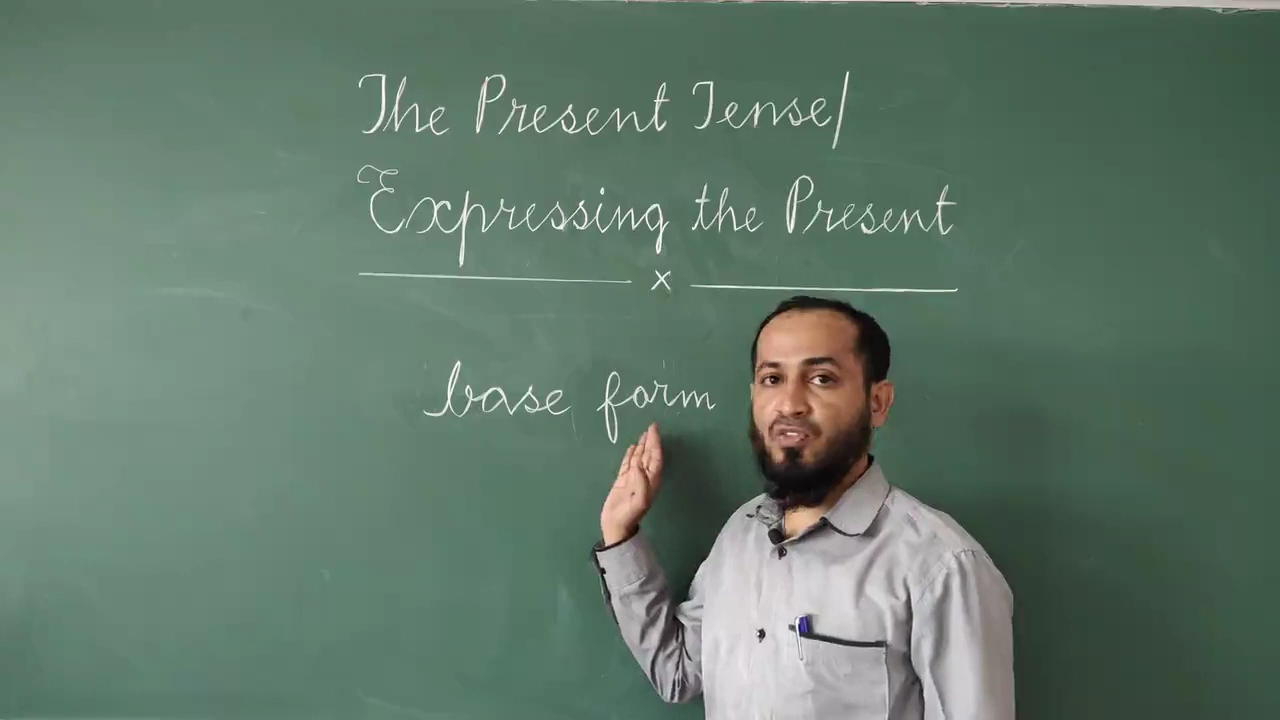 The Present Tense/
Expressing the Present
x
base form